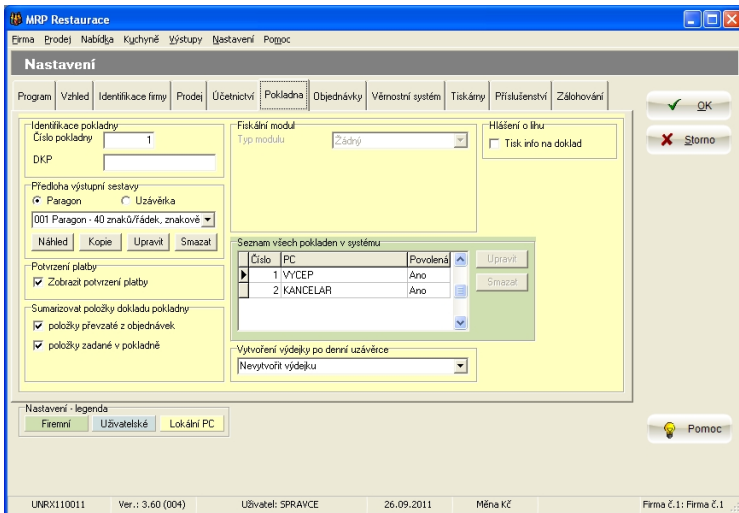 MRP Restaurace
Firma Prodej Nabídka Kuchyně Výstupy Nastavení Pomoc
Nastavení
Program Vzhled Identifikace firmy Prodej Účetnictví Pokladna Objednávky Věrnostní systém Tiskárny Příslušenství Zálohování
OK
Storno
Identifikace pokladny
Číslo pokladny 1
DKP
Předloha výstupní sestavy
Paragon Uzávěrka
001 Paragon - 40 znaků/řádek, znakově
Náhled Kopie Upravit Smazat
Potvrzení platby
Zobrazit potvrzení platby
Sumarizovat položky dokladu pokladny
položky převzaté z objednávek
položky zadané v pokladně
Fiskální modul
Typ modulu Žádný
Hlášení o lihu
Tisk info na doklad
Seznam všech pokladen v systému
Číslo PC Povolená
1 VYCEP Ano
2 KANCELAR Ano
Upravit
Smazat
Vytvoření výdejky po denní uzávěrce
Nevytvořit výdejku
Nastavení - legenda
Firemní Uživatelské Lokální PC
Pomoc
UNRX110011 Ver.: 3.60 (004) Uživatel: SPRAVCE 26.09.2011 Měna Kč Firma č.1: Firma č.1